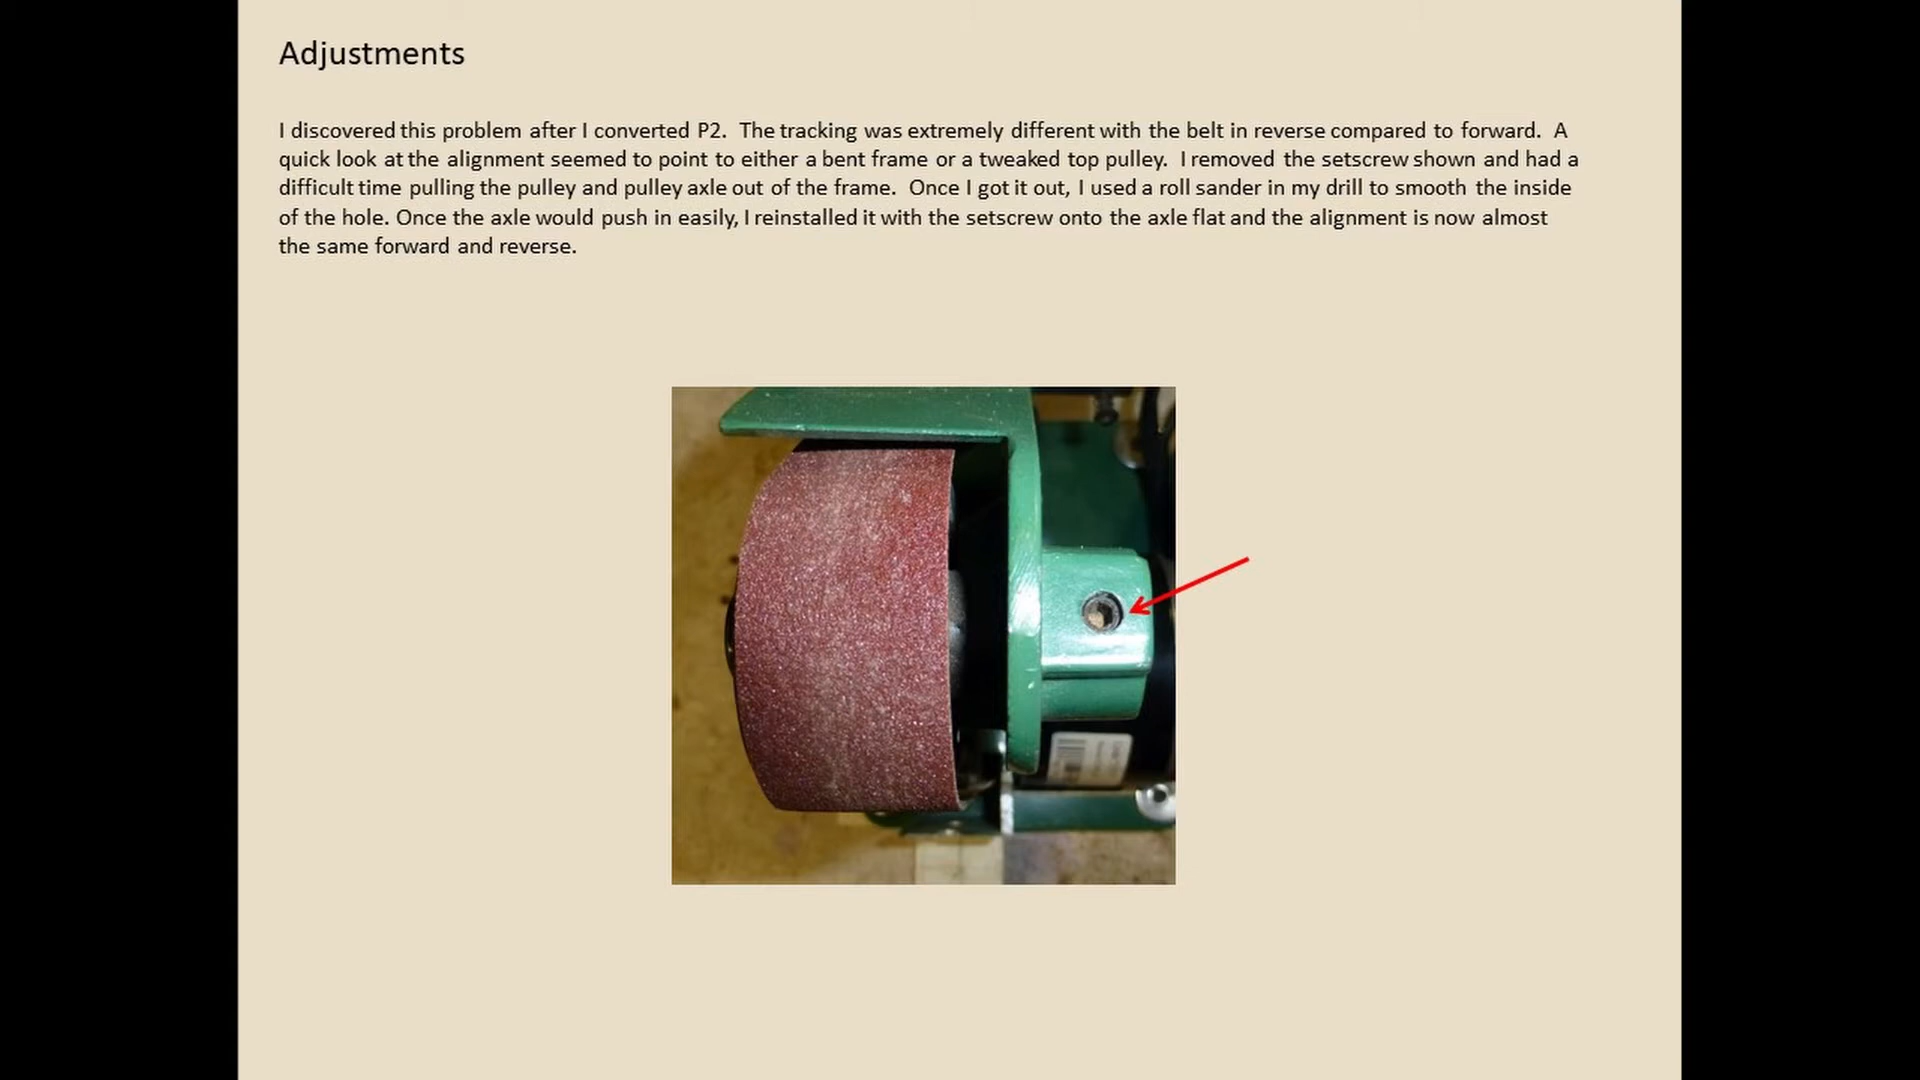 Adjustments
I discovered this problem after I converted P2.  The tracking was extremely different with the belt in reverse compared to forward.  A
quick look at the alignment seemed to point to either a bent frame or a tweaked top pulley.  I removed the setscrew shown and had a
difficult time pulling the pulley and pulley axle out of the frame.  Once I got it out, I used a roll sander in my drill to smooth the inside
of the hole. Once the axle would push in easily, I reinstalled it with the setscrew onto the axle flat and the alignment is now almost
the same forward and reverse.